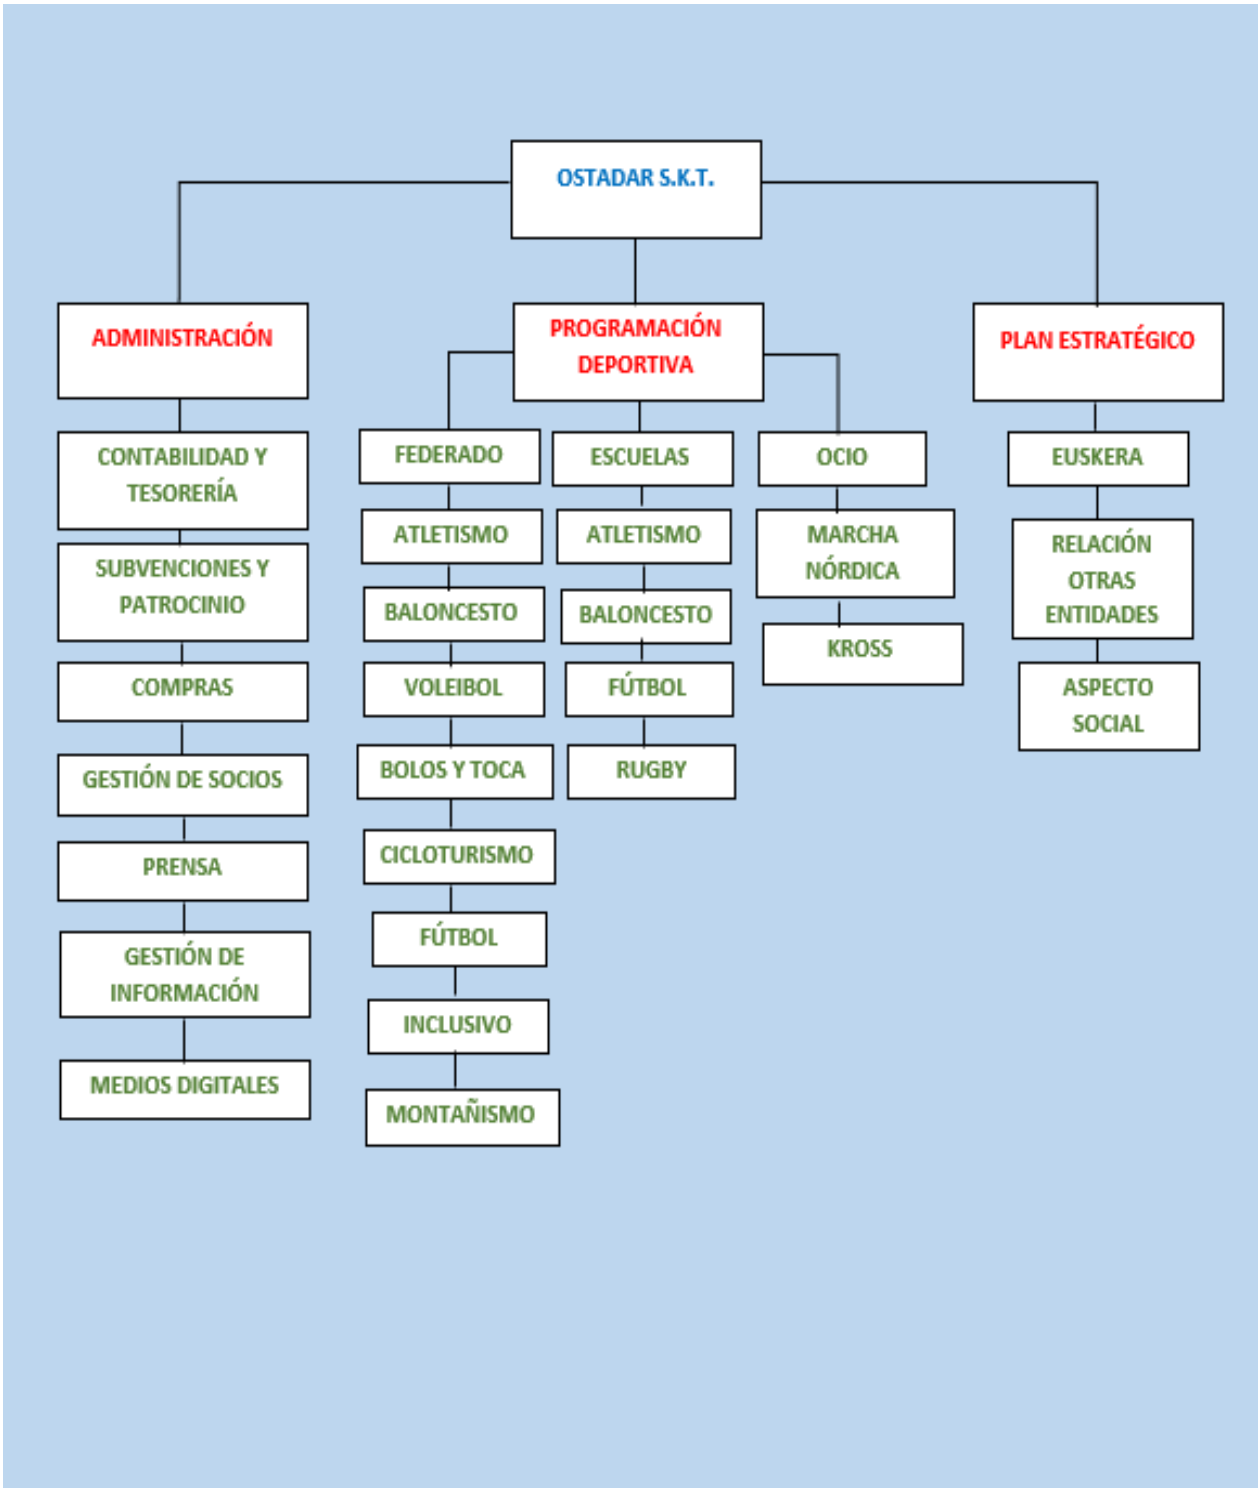 OSTADAR S.K.T.
ADMINISTRACIÓN
CONTABILIDAD Y
TESORERÍA
SUBVENCIONES Y
PATROCINIO
COMPRAS
GESTIÓN DE SOCIOS
PRENSA
GESTIÓN DE
INFORMACIÓN
MEDIOS DIGITALES
PROGRAMACIÓN
DEPORTIVA
FEDERADO
ATLETISMO
BALONCESTO
VOLEIBOL
BOLOS Y TOCA
CICLOTURISMO
FÚTBOL
INCLUSIVO
MONTAÑISMO
ESCUELAS
ATLETISMO
BALONCESTO
FÚTBOL
RUGBY
OCIO
MARCHA
NÓRDICA
KROSS
PLAN ESTRATÉGICO
EUSKERA
RELACIÓN
OTRAS
ENTIDADES
ASPECTO
SOCIAL